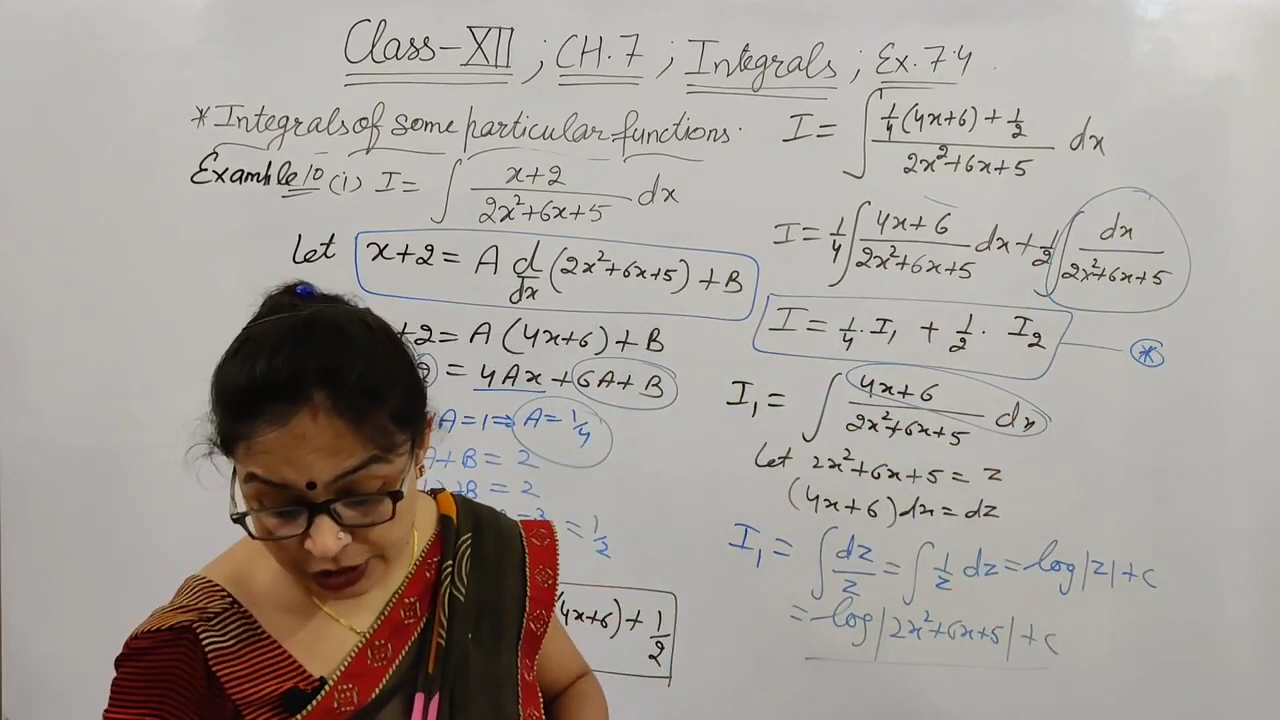 Class-XII ; CH.7 ; Integrals ; Ex. 7.4
*Integrals of some particular functions.
Example 10 (i) I = ∫ (x+2)/(2x²+6x+5) dx
Let x+2 = A d/dx (2x²+6x+5) + B
+2 = A (4x+6) + B
= 4Ax + 6A + B
A = 1 ⇒ A = 1/4
A + B = 2
+ B = 2
= 1/2
(4x+6) + 1/2
I = ∫ (1/4 (4x+6) + 1/2)/(2x²+6x+5) dx
I = 1/4 ∫ (4x+6)/(2x²+6x+5) dx + 1/2 ∫ dx/(2x²+6x+5)
I = 1/4 . I₁ + 1/2 . I₂ — *
I₁ = ∫ (4x+6)/(2x²+6x+5) dx
Let 2x²+6x+5 = z
(4x+6) dx = dz
I₁ = ∫ dz/z = ∫ 1/z dz = log|z| + c
= log|2x²+6x+5| + c